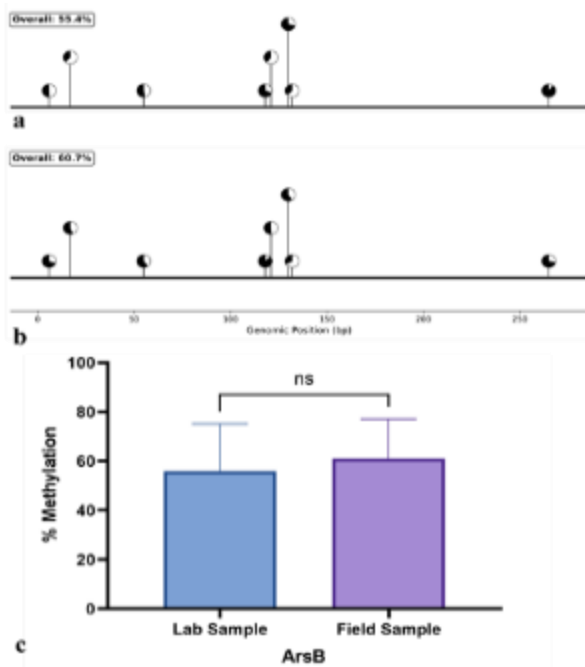 Overall: 55.4%
a
Overall: 60.7%
0 50 100 150 200 250
Genomic Position (bp)
b
100
80
60
40
20
0
% Methylation
ns
Lab Sample Field Sample
ArsB
c